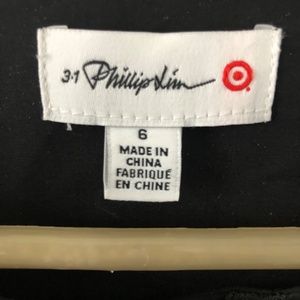 3·1 Phillip Lim
6
MADE IN
CHINA
FABRIQUÉ
EN CHINE